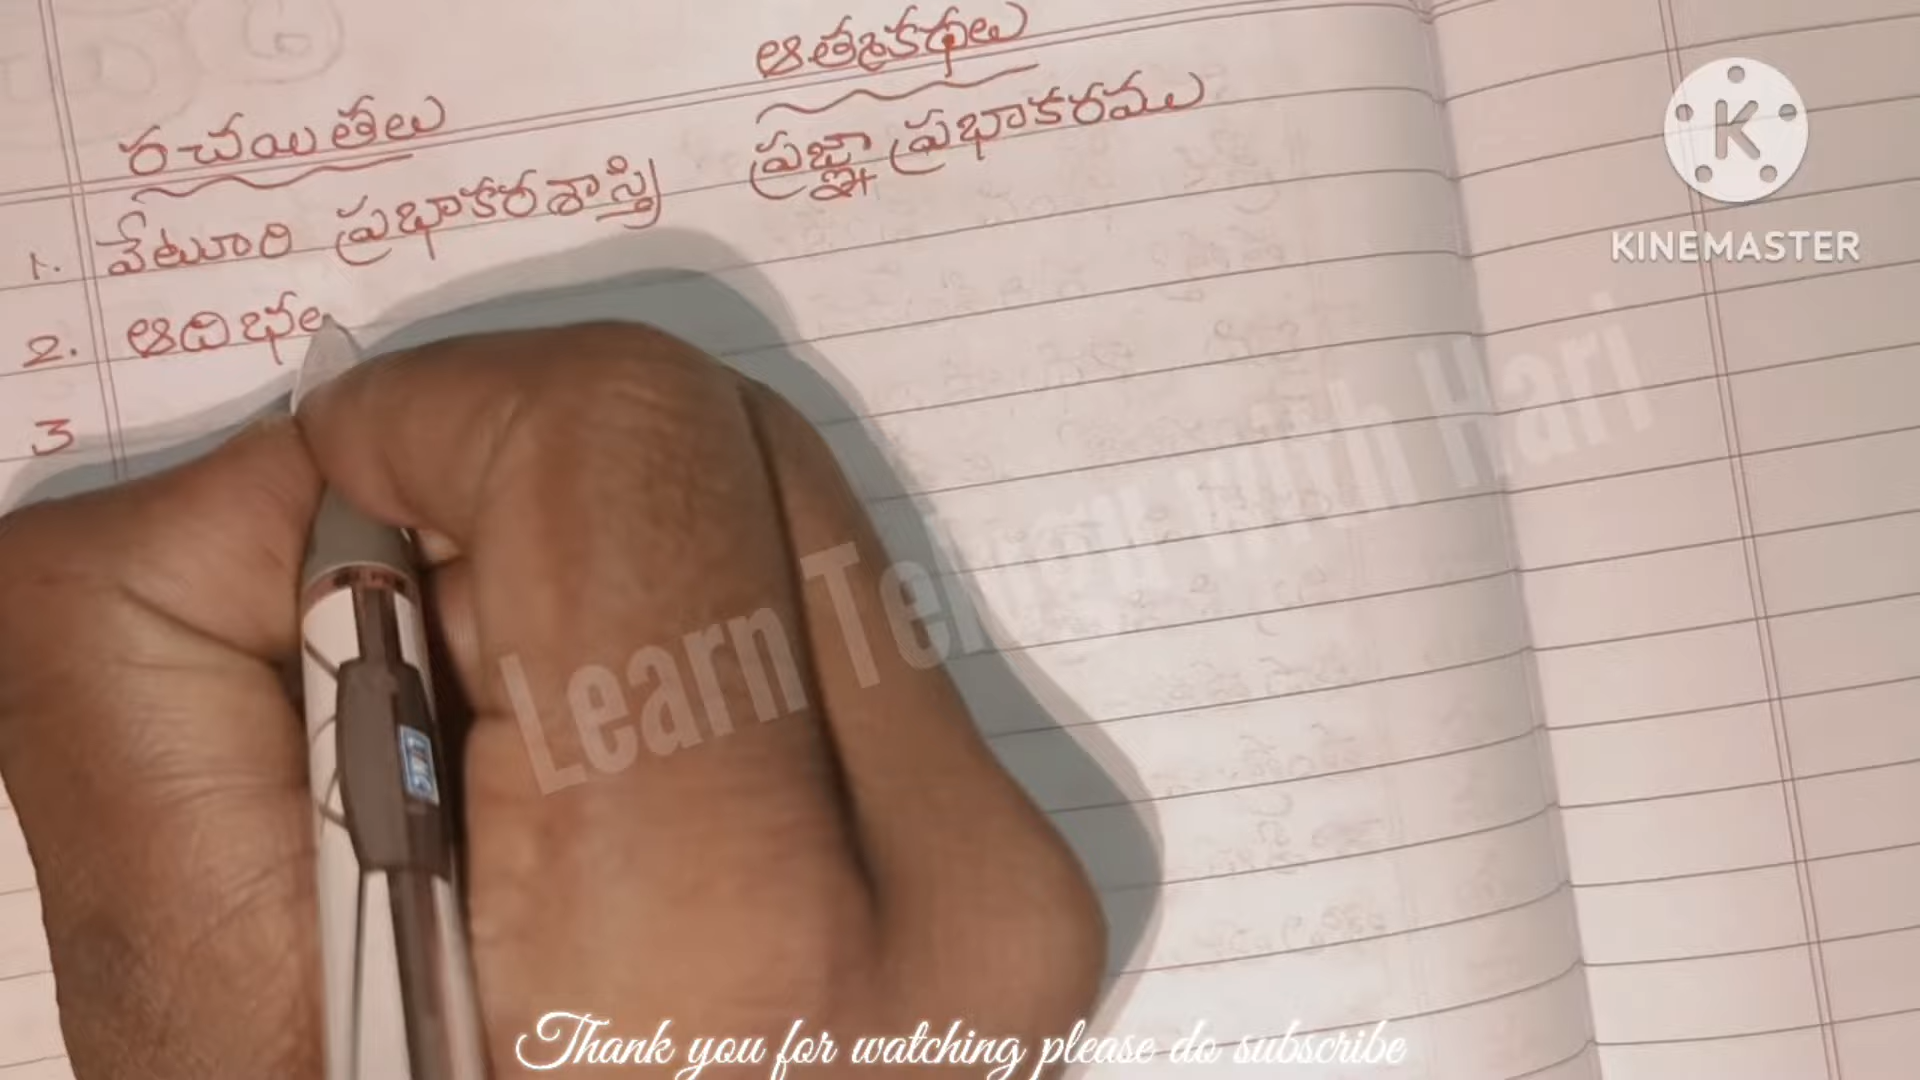 ఆత్మకథలు
రచయితలు
1. వేటూరి ప్రభాకరశాస్త్రి ప్రజ్ఞా ప్రభాకరము
2. ఆదిభట
3
K
KINEMASTER
Learn Telugu with Hari
Thank you for watching please do subscribe